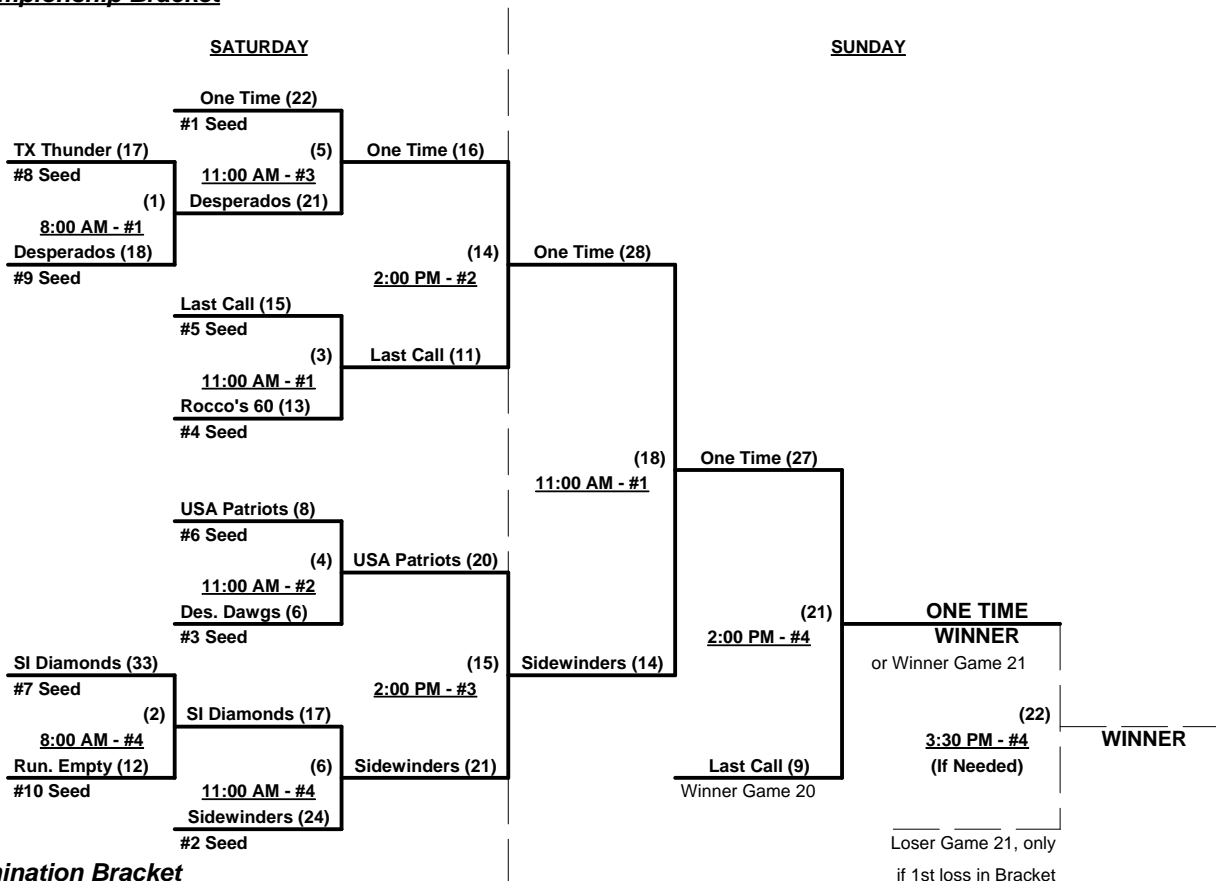 SATURDAY
SUNDAY
One Time (22)
#1 Seed
TX Thunder (17)
(5)
One Time (16)
#8 Seed
11:00 AM - #3
(1)
Desperados (21)
8:00 AM - #1
Desperados (18)
(14)
One Time (28)
#9 Seed
2:00 PM - #2
Last Call (15)
#5 Seed
(3)
Last Call (11)
11:00 AM - #1
Rocco's 60 (13)
#4 Seed
(18)
One Time (27)
11:00 AM - #1
USA Patriots (8)
#6 Seed
(4)
USA Patriots (20)
11:00 AM - #2
Des. Dawgs (6)
(21)
ONE TIME
#3 Seed
2:00 PM - #4
WINNER
SI Diamonds (33)
(15)
Sidewinders (14)
or Winner Game 21
#7 Seed
2:00 PM - #3
(2)
SI Diamonds (17)
(22)
8:00 AM - #4
3:30 PM - #4
WINNER
Run. Empty (12)
(6)
Sidewinders (21)
Last Call (9)
(If Needed)
#10 Seed
11:00 AM - #4
Winner Game 20
Sidewinders (24)
#2 Seed
Loser Game 21, only
Bracket
if 1st loss in Bracket